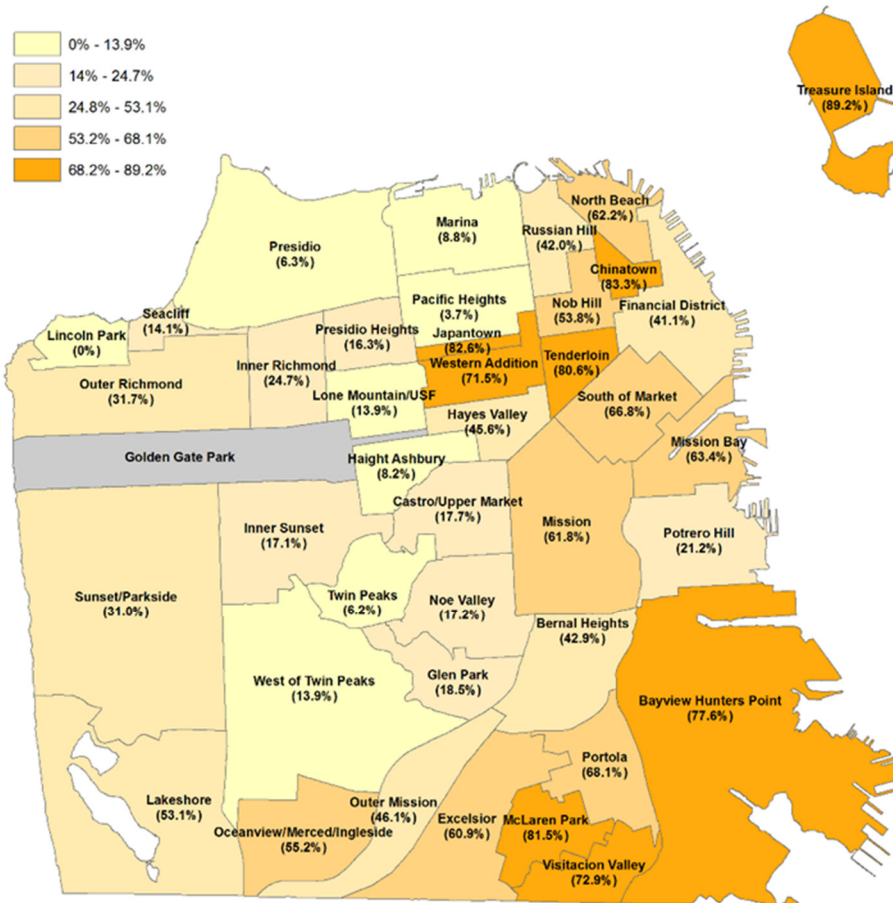 0% - 13.9%
14% - 24.7%
24.8% - 53.1%
53.2% - 68.1%
68.2% - 89.2%
Treasure Island
(89.2%)
North Beach
(62.2%)
Marina
(8.8%)
Russian Hill
(42.0%)
Presidio
(6.3%)
Chinatown
(83.3%)
Pacific Heights
(3.7%)
Nob Hill
(53.8%)
Financial District
(41.1%)
Seacliff
(14.1%)
Lincoln Park
(0%)
Presidio Heights
(16.3%)
Japantown
(82.6%)
Western Addition
(71.5%)
Tenderloin
(80.6%)
Inner Richmond
(24.7%)
Outer Richmond
(31.7%)
Lone Mountain/USF
(13.9%)
South of Market
(66.8%)
Hayes Valley
(45.6%)
Mission Bay
(63.4%)
Golden Gate Park
Haight Ashbury
(8.2%)
Castro/Upper Market
(17.7%)
Inner Sunset
(17.1%)
Mission
(61.8%)
Potrero Hill
(21.2%)
Sunset/Parkside
(31.0%)
Twin Peaks
(6.2%)
Noe Valley
(17.2%)
Bernal Heights
(42.9%)
West of Twin Peaks
(13.9%)
Glen Park
(18.5%)
Bayview Hunters Point
(77.6%)
Portola
(68.1%)
Lakeshore
(53.1%)
Outer Mission
(46.1%)
Excelsior
(60.9%)
McLaren Park
(81.5%)
Oceanview/Merced/Ingleside
(55.2%)
Visitacion Valley
(72.9%)